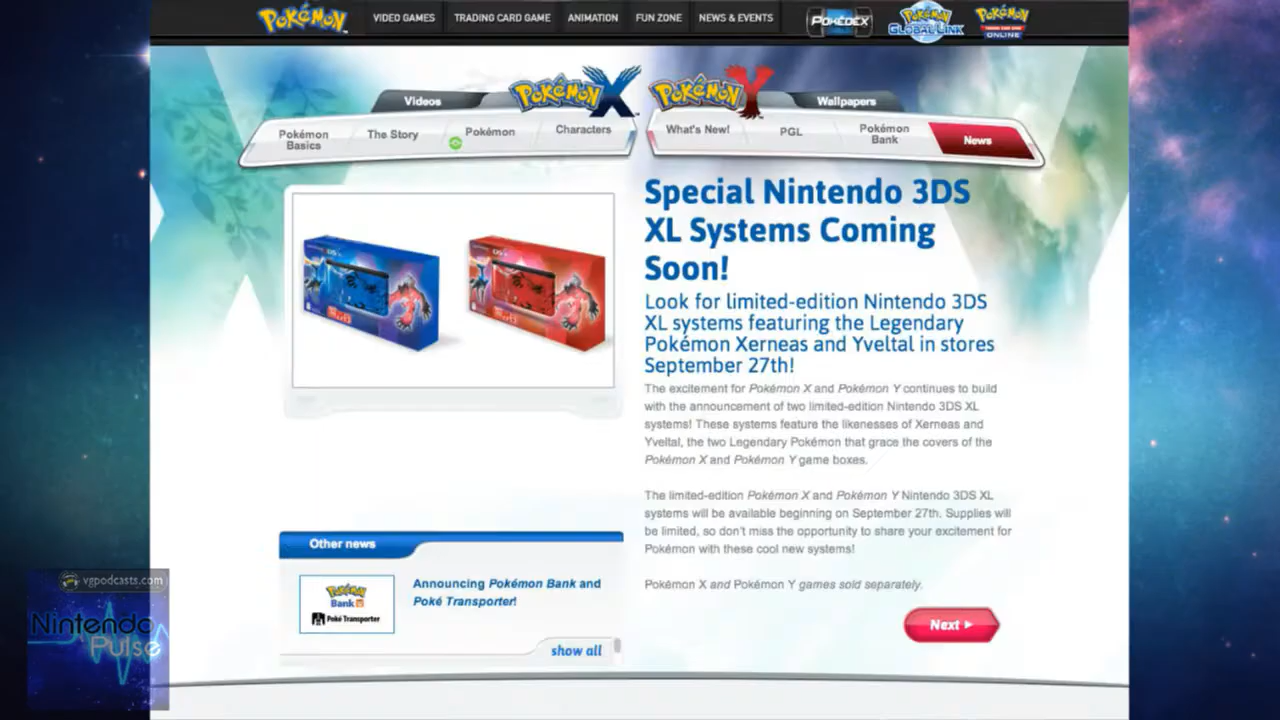 Pokémon
VIDEO GAMES
TRADING CARD GAME
ANIMATION
FUN ZONE
NEWS & EVENTS
POKéDEX
Pokémon
GLOBAL LINK
Pokémon
ONLINE
Videos
Pokémon X
Pokémon Y
Wallpapers
Pokémon
Basics
The Story
Pokémon
Characters
What's New!
PGL
Pokémon
Bank
News
Special Nintendo 3DS
XL Systems Coming
Soon!
Look for limited-edition Nintendo 3DS
XL systems featuring the Legendary
Pokémon Xerneas and Yveltal in stores
September 27th!
The excitement for Pokémon X and Pokémon Y continues to build
with the announcement of two limited-edition Nintendo 3DS XL
systems! These systems feature the likenesses of Xerneas and
Yveltal, the two Legendary Pokémon that grace the covers of the
Pokémon X and Pokémon Y game boxes.
The limited-edition Pokémon X and Pokémon Y Nintendo 3DS XL
systems will be available beginning on September 27th. Supplies will
be limited, so don't miss the opportunity to share your excitement for
Pokémon with these cool new systems!
Pokémon X and Pokémon Y games sold separately.
Next
Other news
Pokémon
Bank
Poké Transporter
Announcing Pokémon Bank and
Poké Transporter!
show all
vgpodcasts.com
Nintendo
Pulse